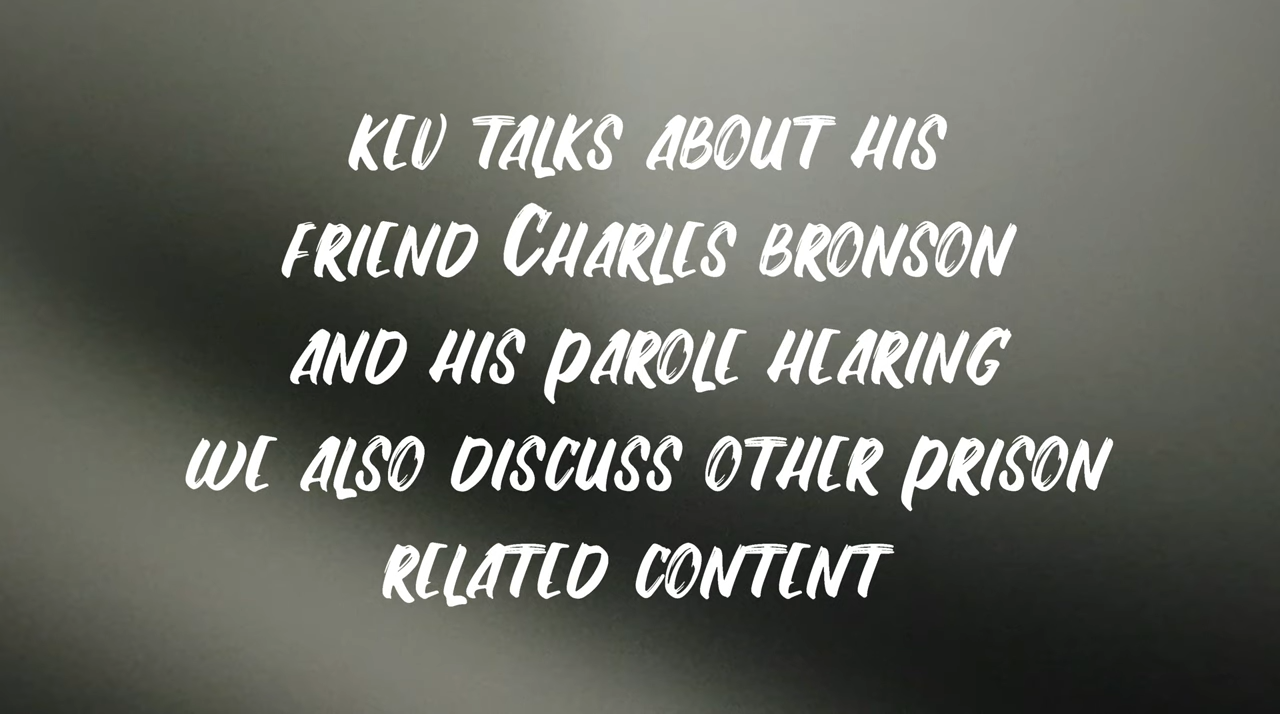 KEV TALKS ABOUT HIS
FRIEND CHARLES BRONSON
AND HIS PAROLE HEARING
WE ALSO DISCUSS OTHER PRISON
RELATED CONTENT